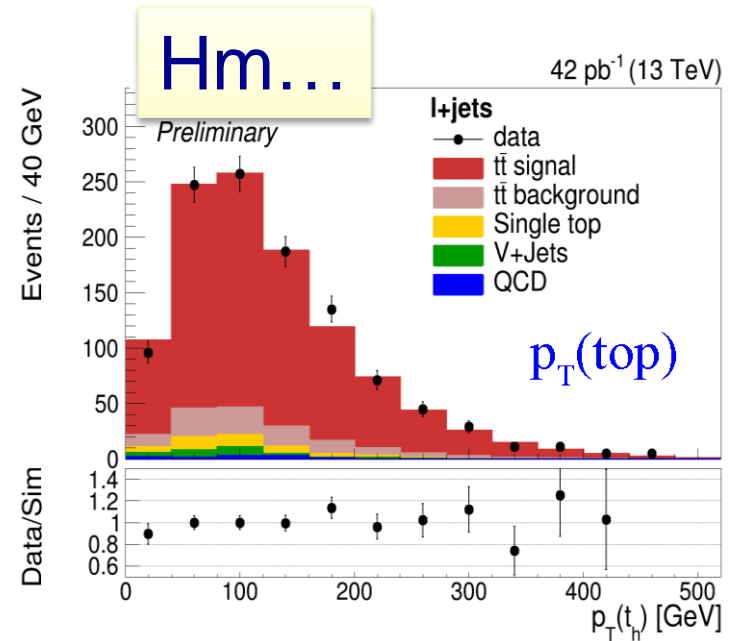 Hm…
42 pb⁻¹ (13 TeV)
Preliminary
l+jets
data
tt̄ signal
tt̄ background
Single top
V+Jets
QCD
p_T(top)
Events / 40 GeV
300
250
200
150
100
50
0
Data/Sim
1.4
1.2
1
0.8
0.6
0 100 200 300 400 500
p_T(t_h) [GeV]